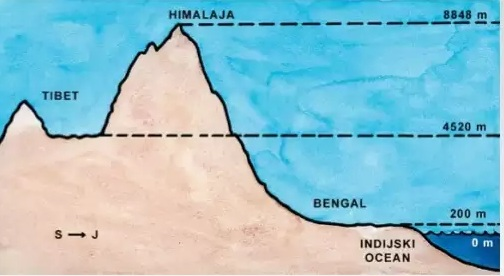 HIMALAJA
8848 m
TIBET
4520 m
BENGAL
200 m
S → J
INDIJSKI
OCEAN
0 m